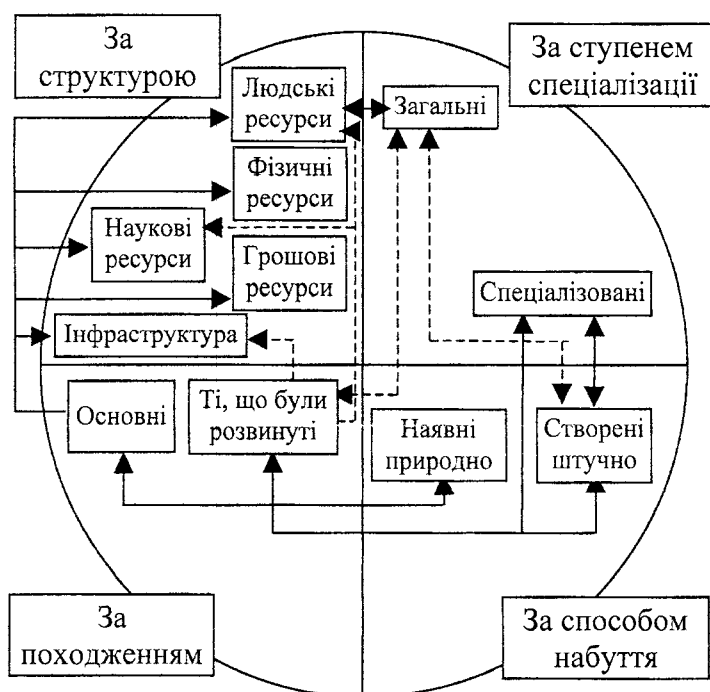 За
структурою
За ступенем
спеціалізації
Людські
ресурси
Загальні
Фізичні
ресурси
Наукові
ресурси
Грошові
ресурси
Спеціалізовані
Інфраструктура
Основні
Ті, що були
розвинуті
Наявні
природно
Створені
штучно
За
походженням
За способом
набуття